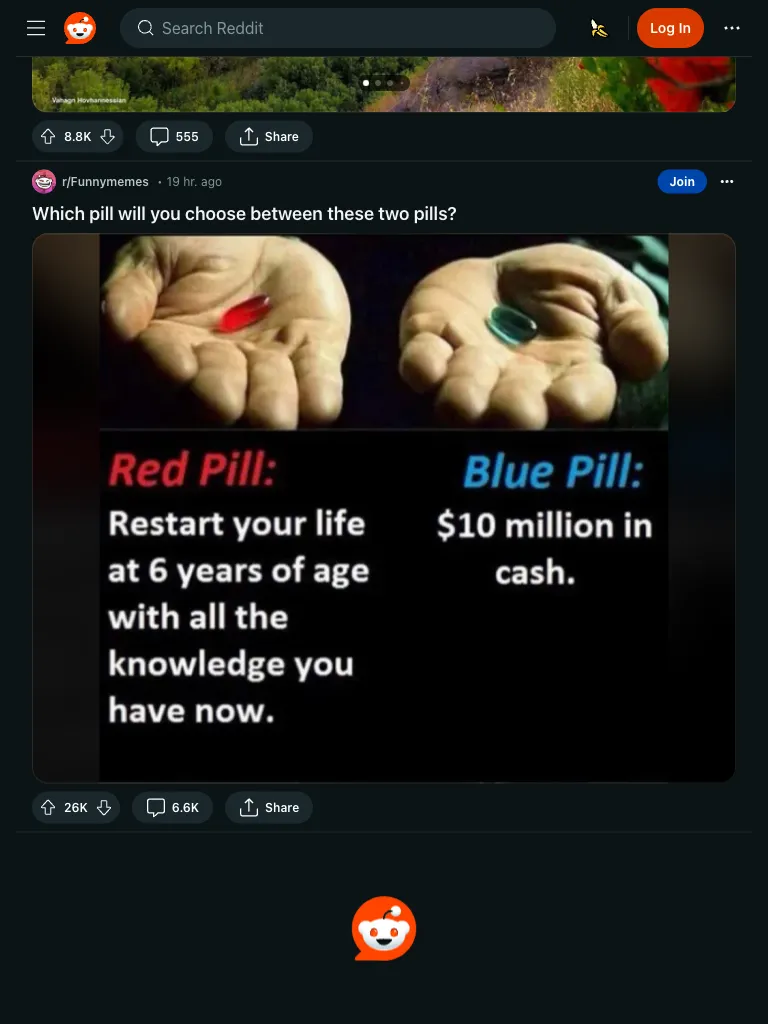 Search Reddit
Log In
Vahagn Hovhannessian
8.8K
555
Share
r/Funnymemes • 19 hr. ago
Join
Which pill will you choose between these two pills?
Red Pill:
Restart your life
at 6 years of age
with all the
knowledge you
have now.
Blue Pill:
$10 million in
cash.
26K
6.6K
Share